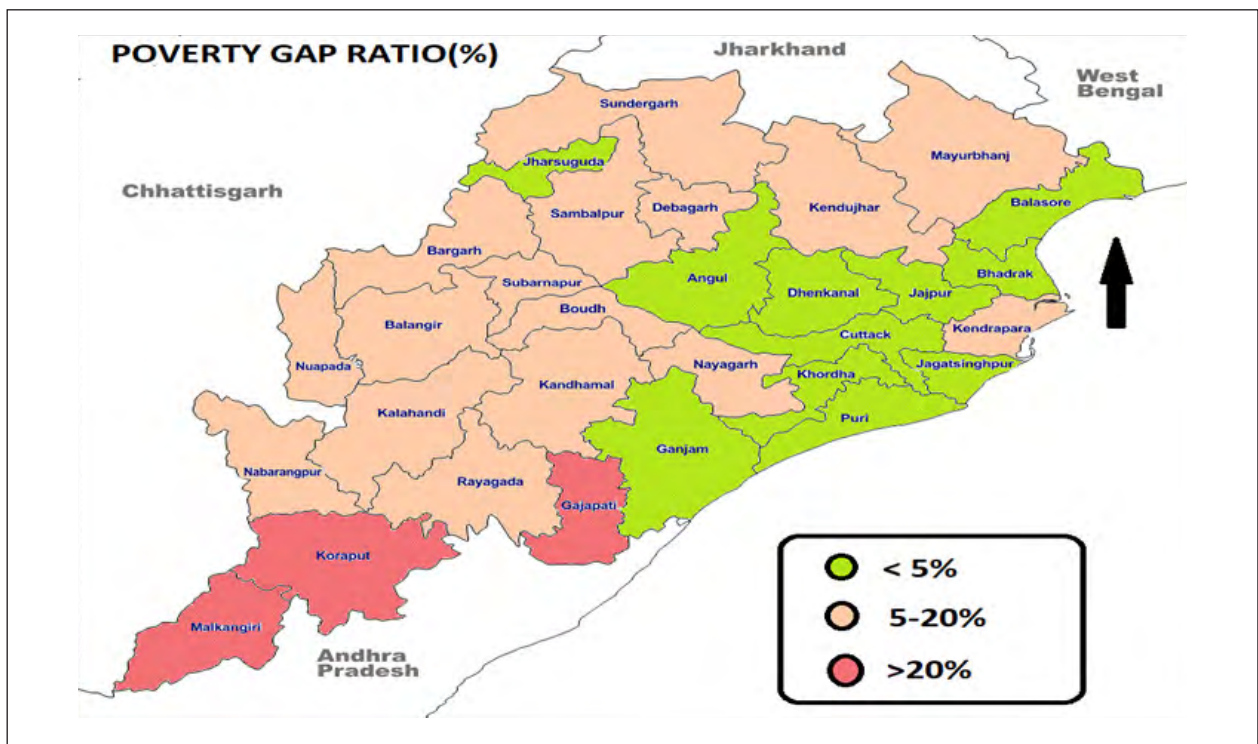 POVERTY GAP RATIO(%)
Jharkhand
West
Bengal
Sundergarh
Jharsuguda
Mayurbhanj
Chhattisgarh
Sambalpur
Debagarh
Kendujhar
Balasore
Bargarh
Subarnapur
Angul
Dhenkanal
Jajpur
Bhadrak
Boudh
Balangir
Cuttack
Kendrapara
Nuapada
Nayagarh
Khordha
Jagatsinghpur
Kandhamal
Kalahandi
Puri
Ganjam
Nabarangpur
Rayagada
Gajapati
Koraput
Malkangiri
Andhra
Pradesh
< 5%
5-20%
>20%